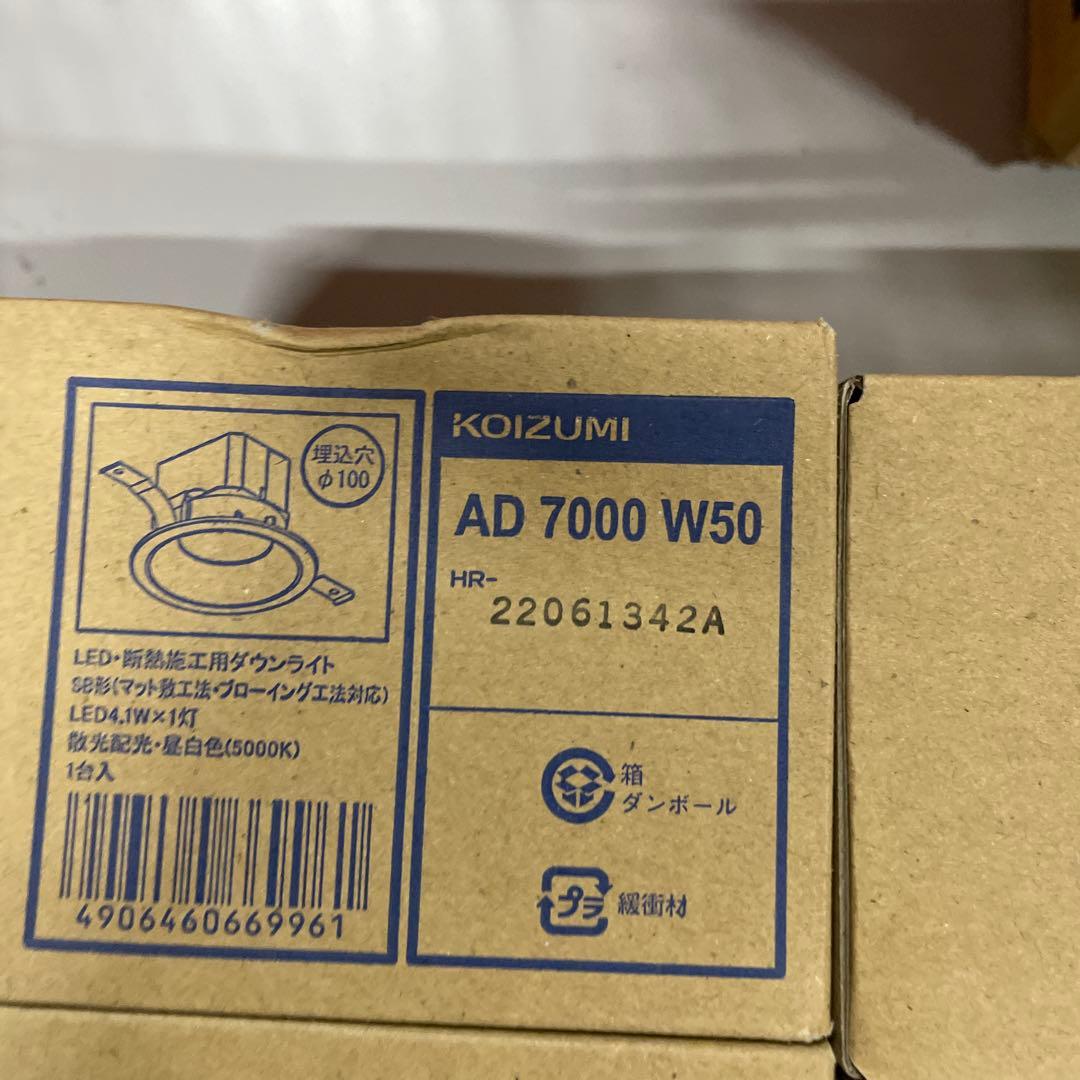 埋込穴
φ100
LED・断熱施工用ダウンライト
SB形(マット敷工法・ブローイング工法対応)
LED4.1W×1灯
散光配光・昼白色(5000K)
1台入
4906460669961
KOIZUMI
AD 7000 W50
HR-
22061342A
箱
ダンボール
プラ
緩衝材